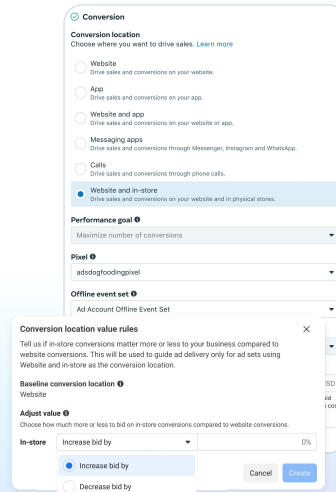 Conversion
Conversion location
Choose where you want to drive sales. Learn more
Website
Drive sales and conversions on your website.
App
Drive sales and conversions on your app.
Website and app
Drive sales and conversions on your website or app.
Messaging apps
Drive sales and conversions through Messenger, Instagram and WhatsApp.
Calls
Drive sales and conversions through phone calls.
Website and in-store
Drive sales and conversions on your website and in physical stores.
Performance goal
Maximize number of conversions
Pixel
adsdogfoodingpixel
Offline event set
Ad Account Offline Event Set
Conversion location value rules
Tell us if in-store conversions matter more or less to your business compared to
website conversions. This will be used to guide ad delivery only for ad sets using
Website and in-store as the conversion location.
Baseline conversion location
Website
Adjust value
Choose how much more or less to bid on in-store conversions compared to website conversions.
In-store Increase bid by 0%
Increase bid by
Decrease bid by
Cancel Create